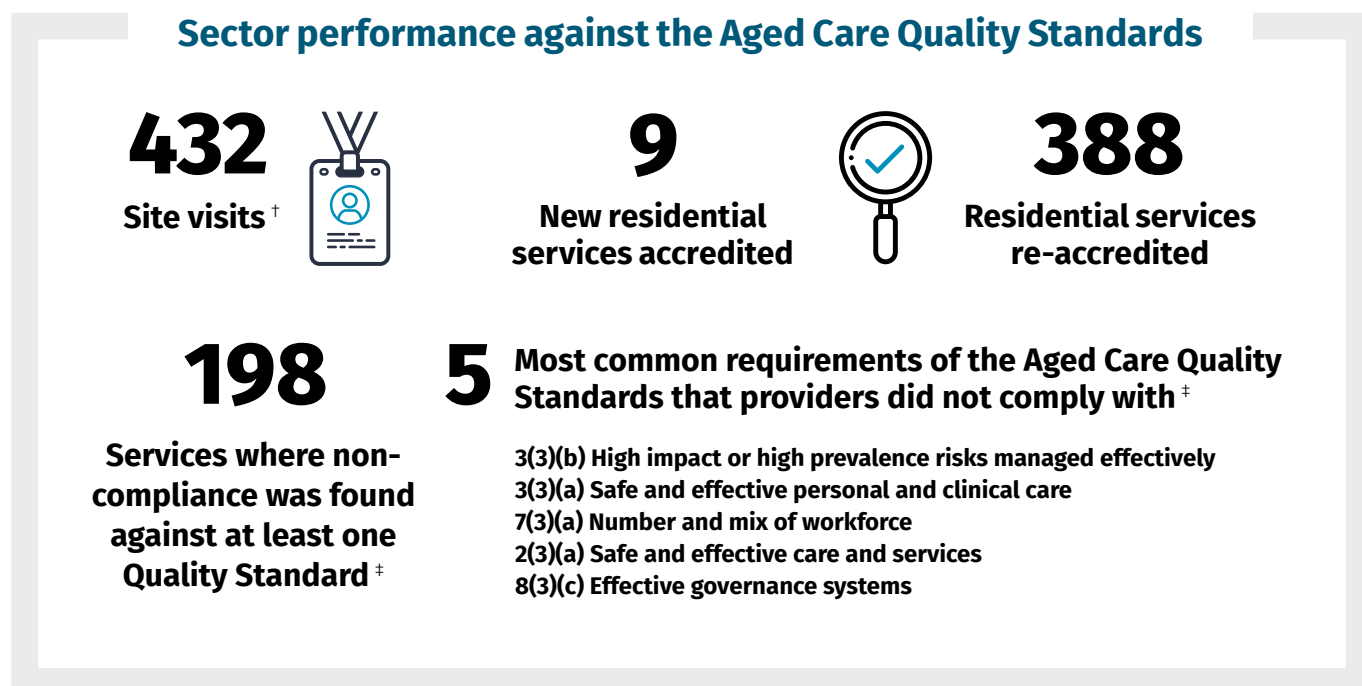 Sector performance against the Aged Care Quality Standards
432
Site visits †
9
New residential
services accredited
388
Residential services
re-accredited
198
Services where non-
compliance was found
against at least one
Quality Standard ‡
5
Most common requirements of the Aged Care Quality
Standards that providers did not comply with ‡
3(3)(b) High impact or high prevalence risks managed effectively
3(3)(a) Safe and effective personal and clinical care
7(3)(a) Number and mix of workforce
2(3)(a) Safe and effective care and services
8(3)(c) Effective governance systems